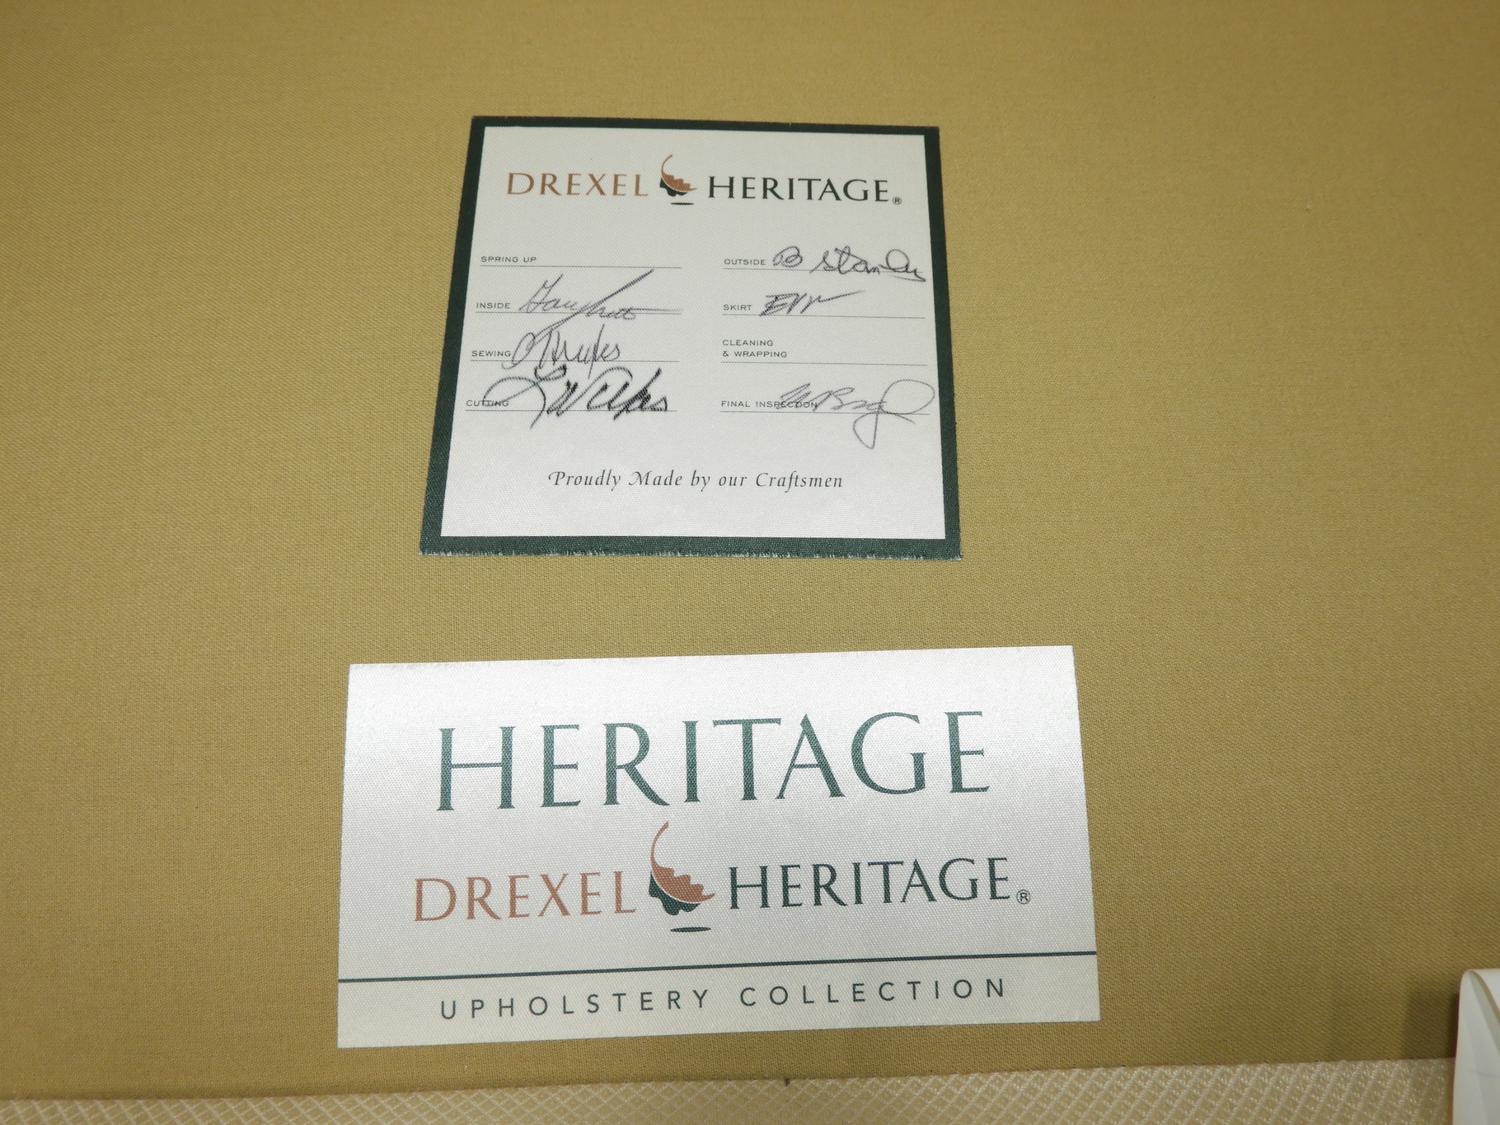 DREXEL HERITAGE®
SPRING UP
OUTSIDE B Stanley
INSIDE
SKIRT
SEWING
CLEANING
& WRAPPING
CUTTING
FINAL INSPECTION
Proudly Made by our Craftsmen
HERITAGE
DREXEL HERITAGE®
UPHOLSTERY COLLECTION